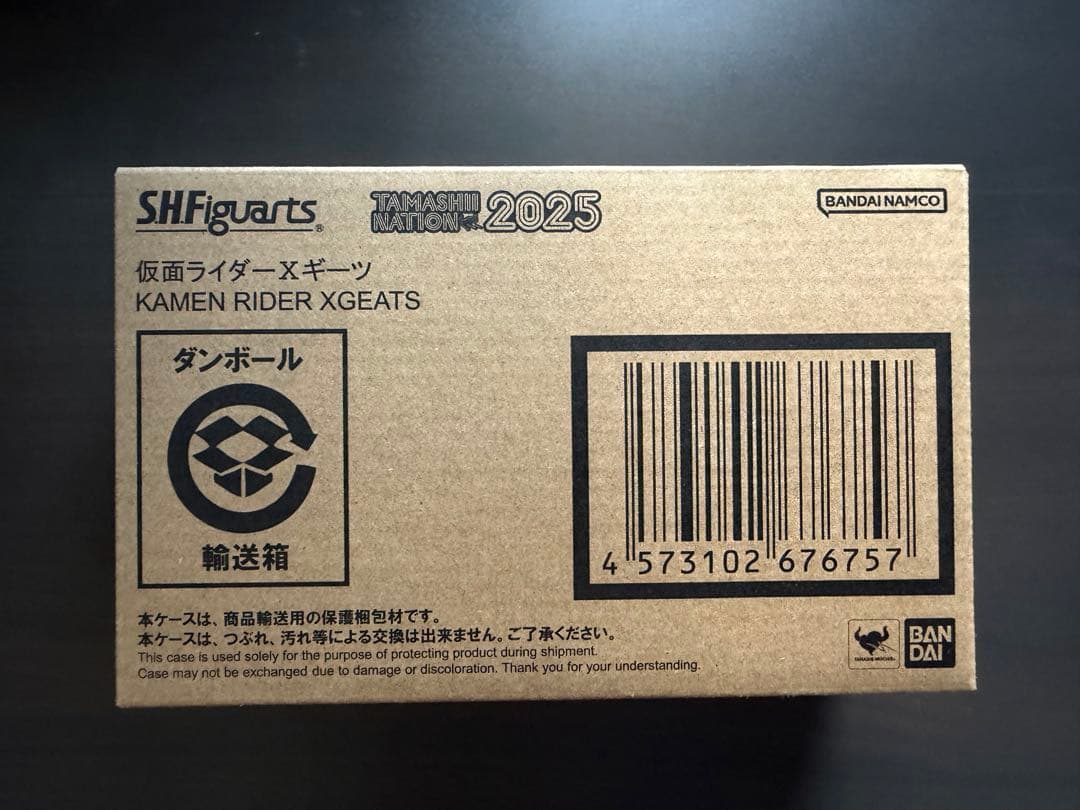 S.H.Figuarts®
TAMASHII NATION 2025
BANDAI NAMCO
仮面ライダーXギーツ
KAMEN RIDER XGEATS
ダンボール
輸送箱
4 573102 676757
本ケースは、商品輸送用の保護梱包材です。
本ケースは、つぶれ、汚れ等による交換は出来ません。ご了承ください。
This case is used solely for the purpose of protecting product during shipment.
Case may not be exchanged due to damage or discoloration. Thank you for your understanding.
TAMASHII NATIONS
BAN
DAI